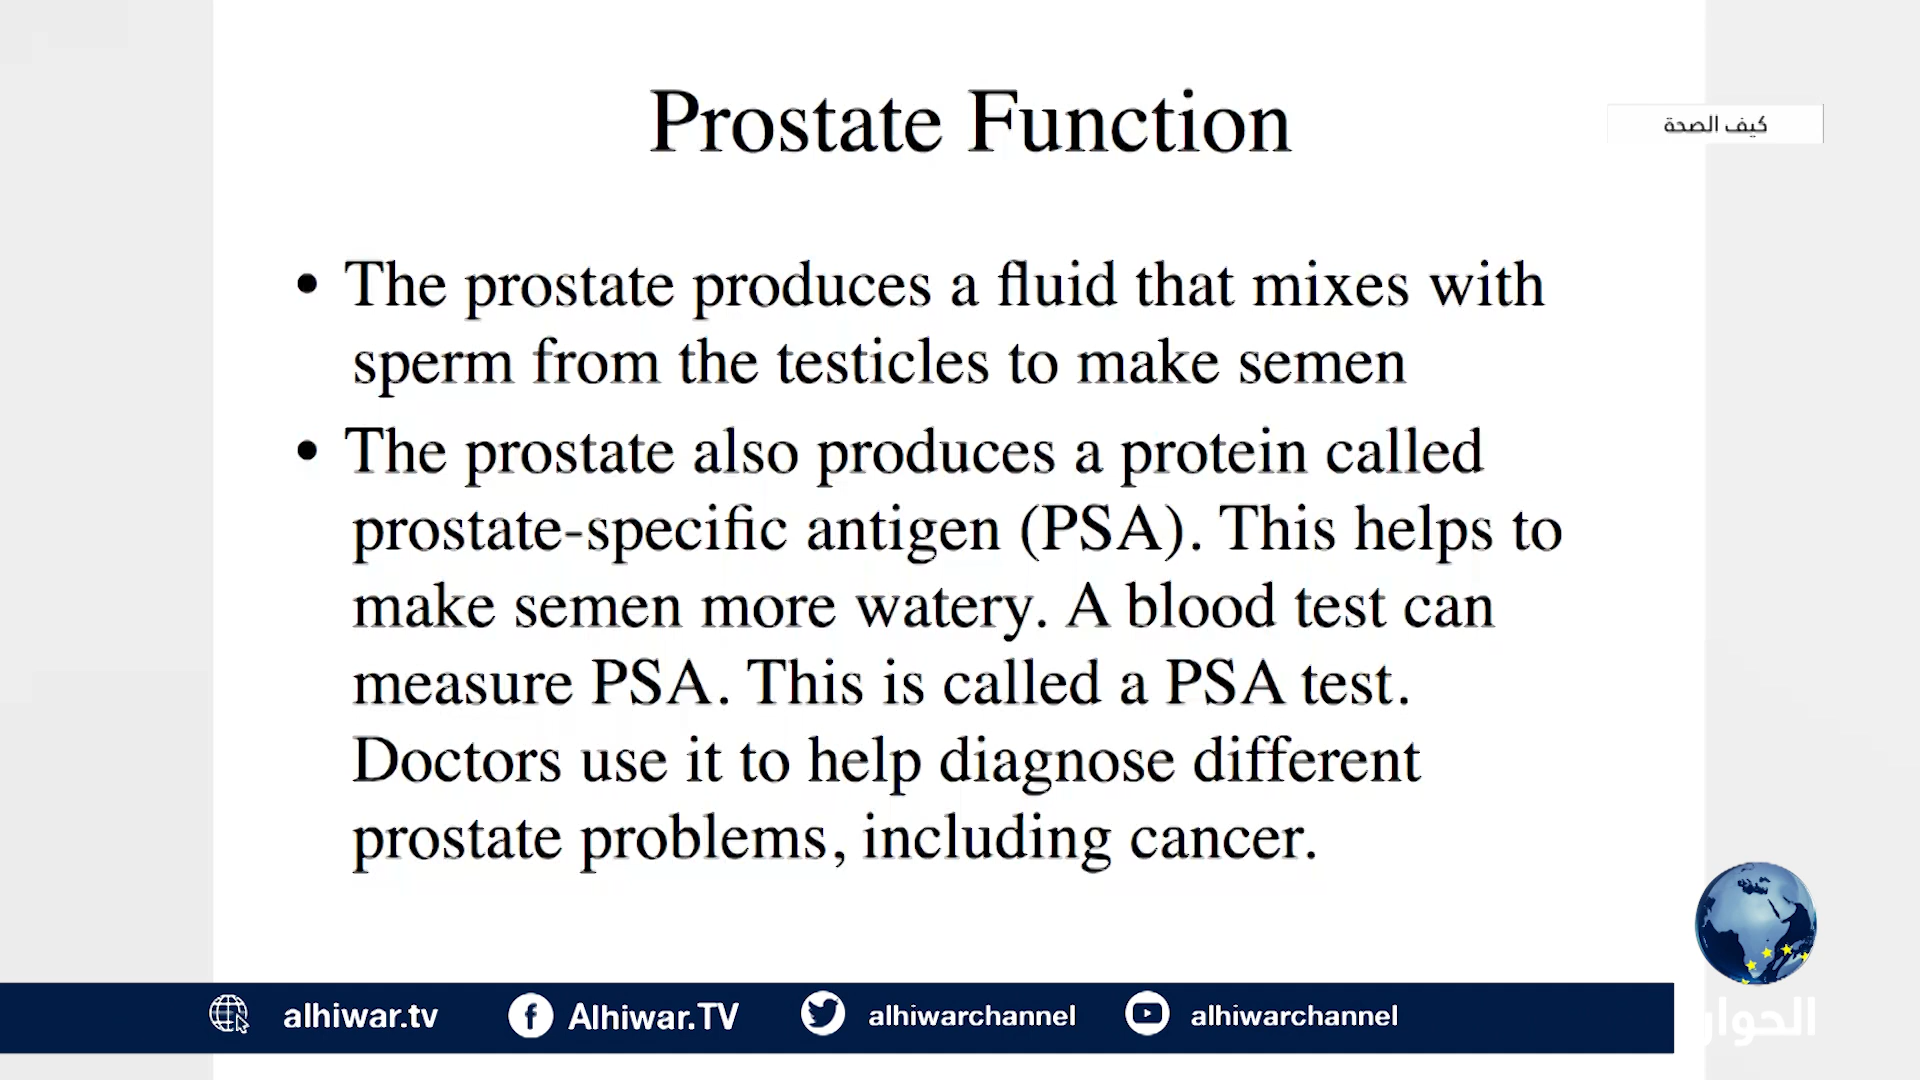 Prostate Function
كيف الصحة
• The prostate produces a fluid that mixes with
sperm from the testicles to make semen
• The prostate also produces a protein called
prostate-specific antigen (PSA). This helps to
make semen more watery. A blood test can
measure PSA. This is called a PSA test.
Doctors use it to help diagnose different
prostate problems, including cancer.
alhiwar.tv Alhiwar.TV alhiwarchannel alhiwarchannel
الحوار